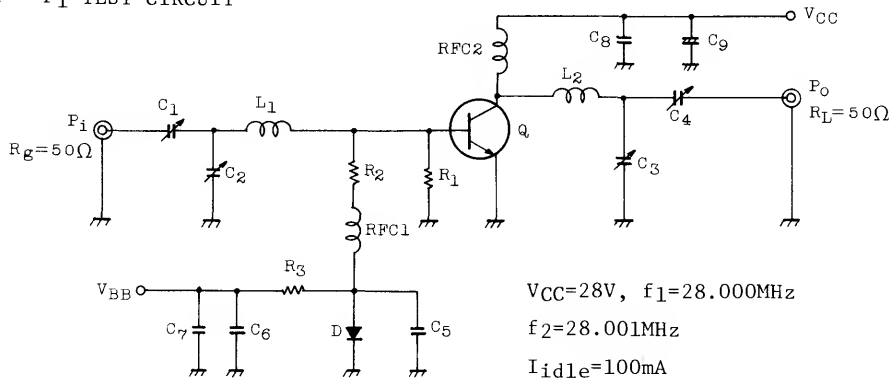 P1 TEST CIRCUIT
VCC
C8
C9
RFC2
L2
Po
RL=50Ω
C4
C3
Q
C1
L1
Pi
Rg=50Ω
C2
R2
R1
RFC1
R3
VBB
C7
C6
D
C5
VCC=28V, f1=28.000MHz
f2=28.001MHz
Iidle=100mA